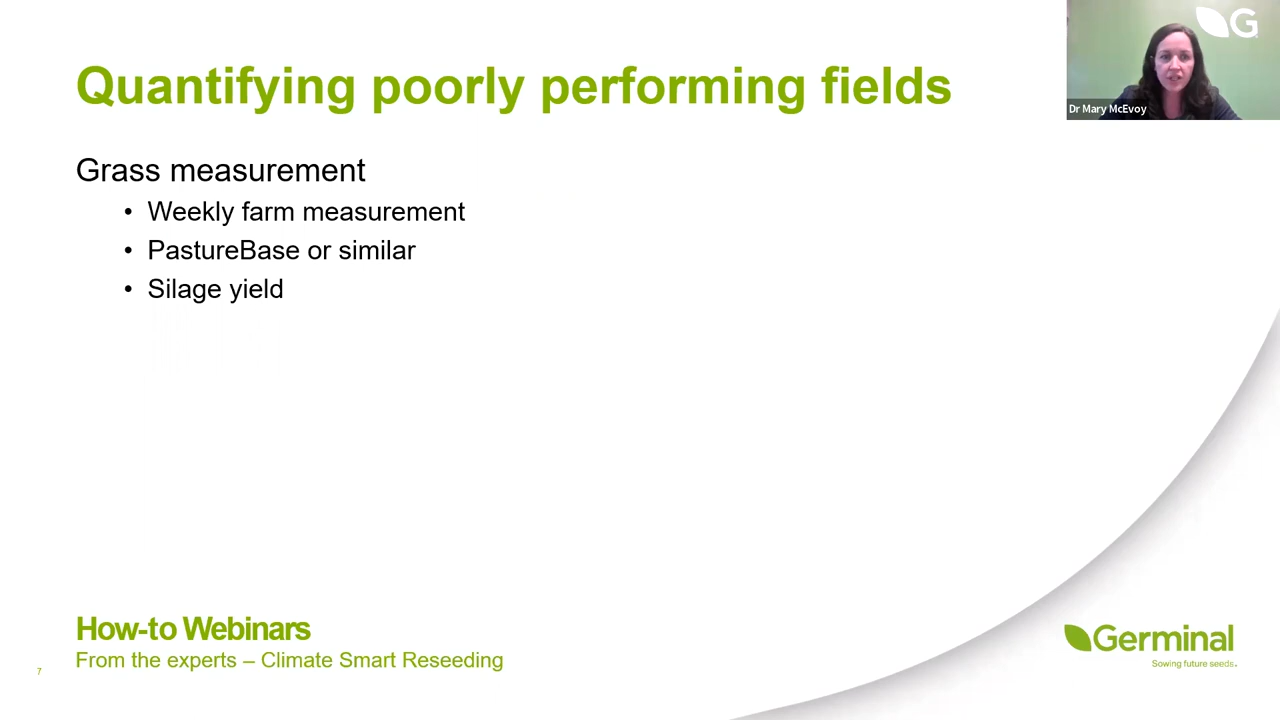 Quantifying poorly performing fields
G
Dr Mary McEvoy
Grass measurement
• Weekly farm measurement
• PastureBase or similar
• Silage yield
How-to Webinars
From the experts – Climate Smart Reseeding
7
Germinal
Sowing future seeds.